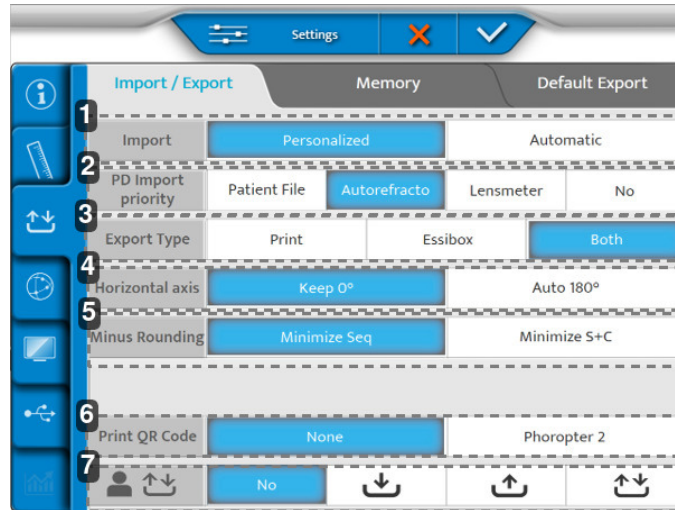 Settings
Import / Export Memory Default Export
1
Import Personalized Automatic
2
PD Import
priority Patient File Autorefracto Lensmeter No
3
Export Type Print Essibox Both
4
Horizontal axis Keep 0° Auto 180°
5
Minus Rounding Minimize Seq Minimize S+C
6
Print QR Code None Phoropter 2
7
No